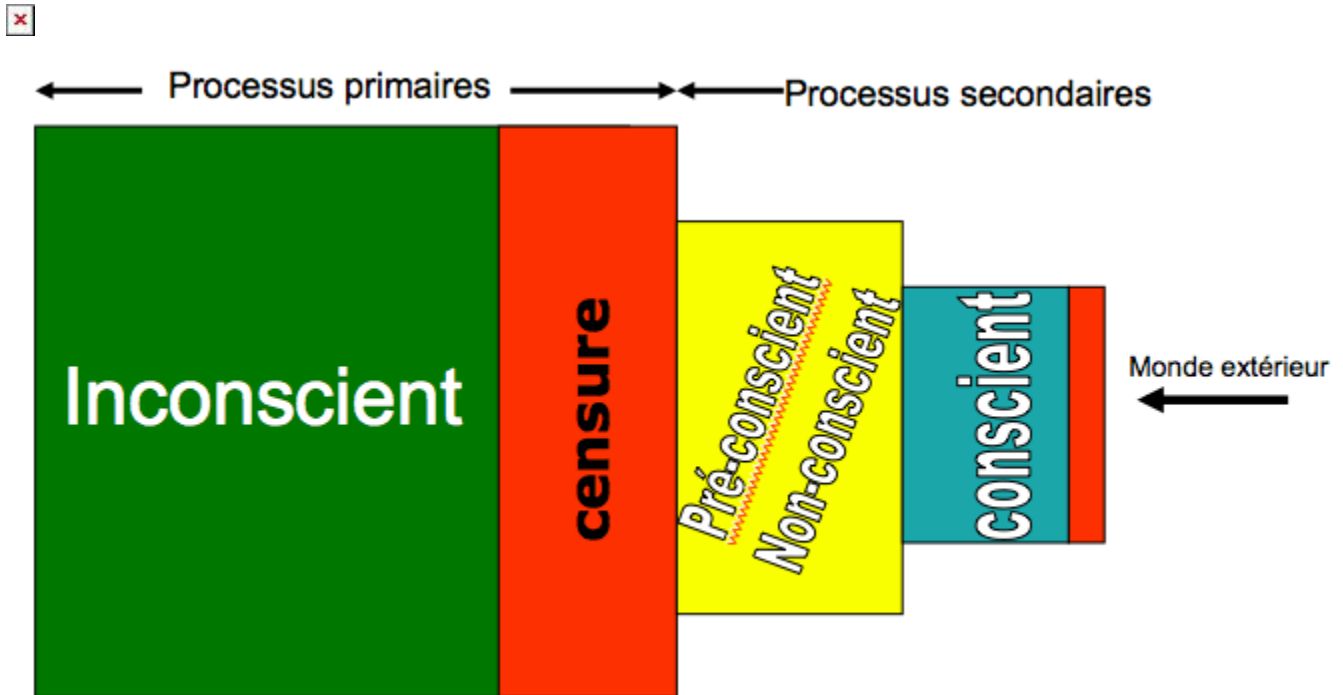 Processus primaires
Processus secondaires
Inconscient
censure
Pré-conscient
Non-conscient
conscient
Monde extérieur